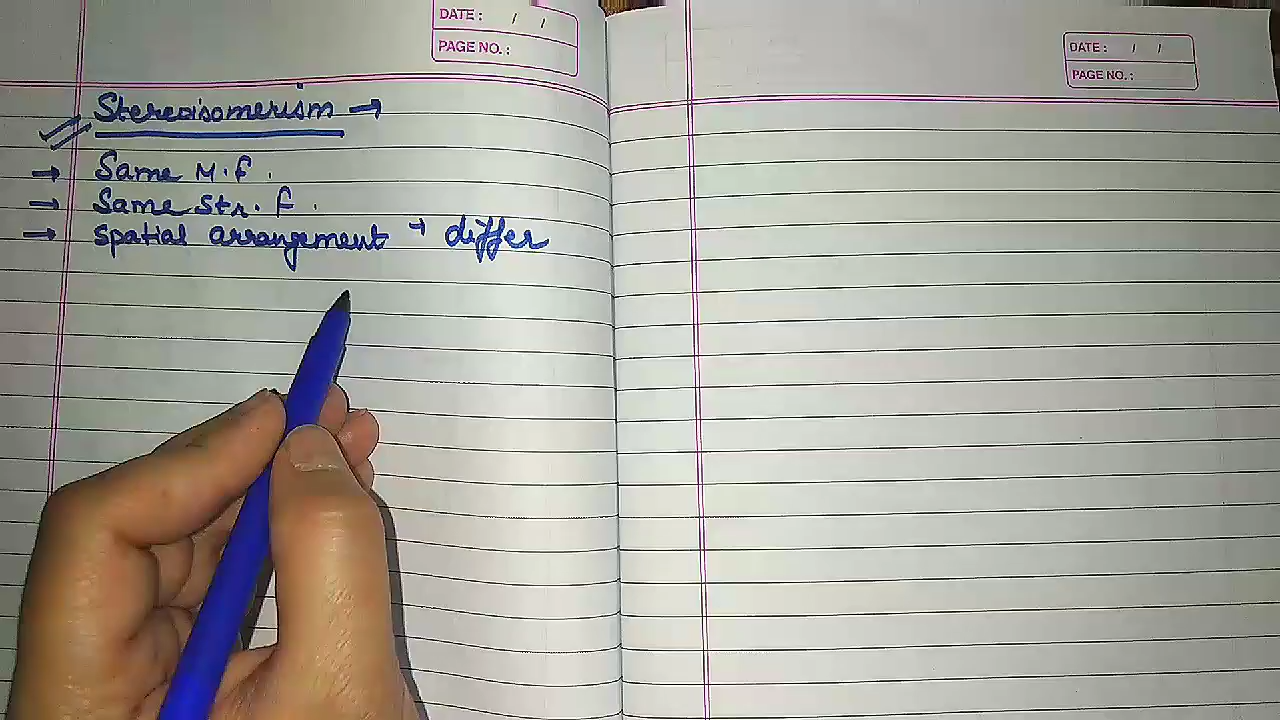 DATE : / /
PAGE NO. :
DATE : / /
PAGE NO. :
Stereoisomerism →
→ Same M.f.
→ Same Str. f.
→ Spatial arrangement → differ